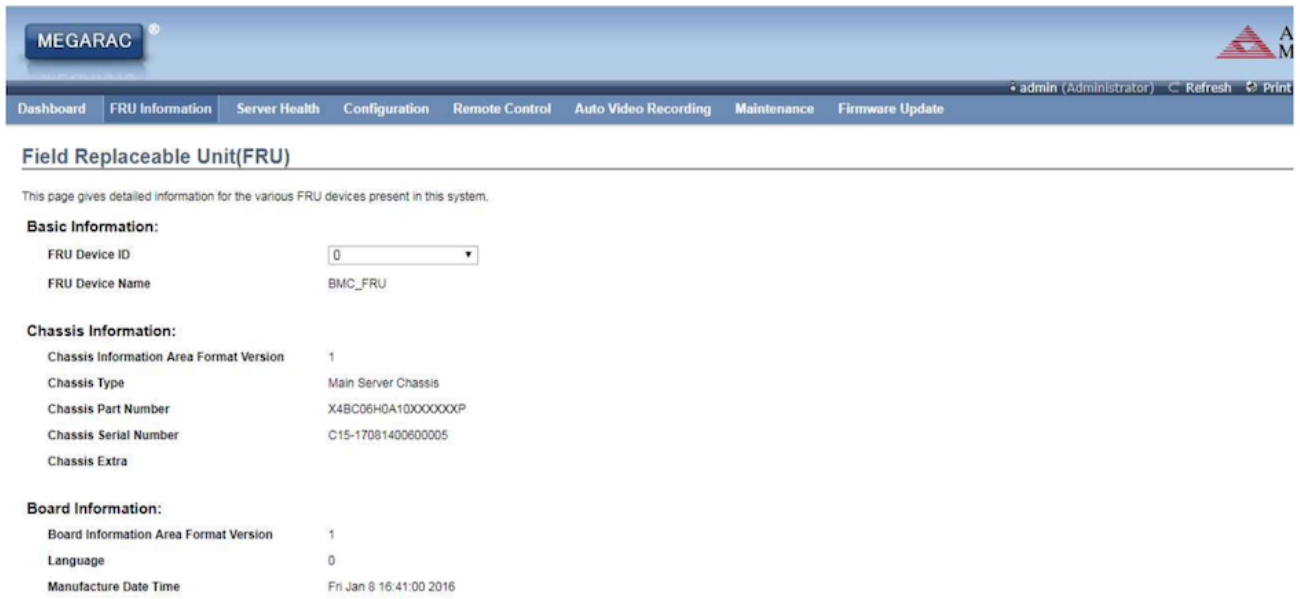 MEGARAC ®
A
M
admin (Administrator) Refresh Print
Dashboard FRU Information Server Health Configuration Remote Control Auto Video Recording Maintenance Firmware Update
Field Replaceable Unit(FRU)
This page gives detailed information for the various FRU devices present in this system.
Basic Information:
FRU Device ID 0
FRU Device Name BMC_FRU
Chassis Information:
Chassis Information Area Format Version 1
Chassis Type Main Server Chassis
Chassis Part Number X4BC06H0A10XXXXXXP
Chassis Serial Number C15-17081400600005
Chassis Extra
Board Information:
Board Information Area Format Version 1
Language 0
Manufacture Date Time Fri Jan 8 16:41:00 2016